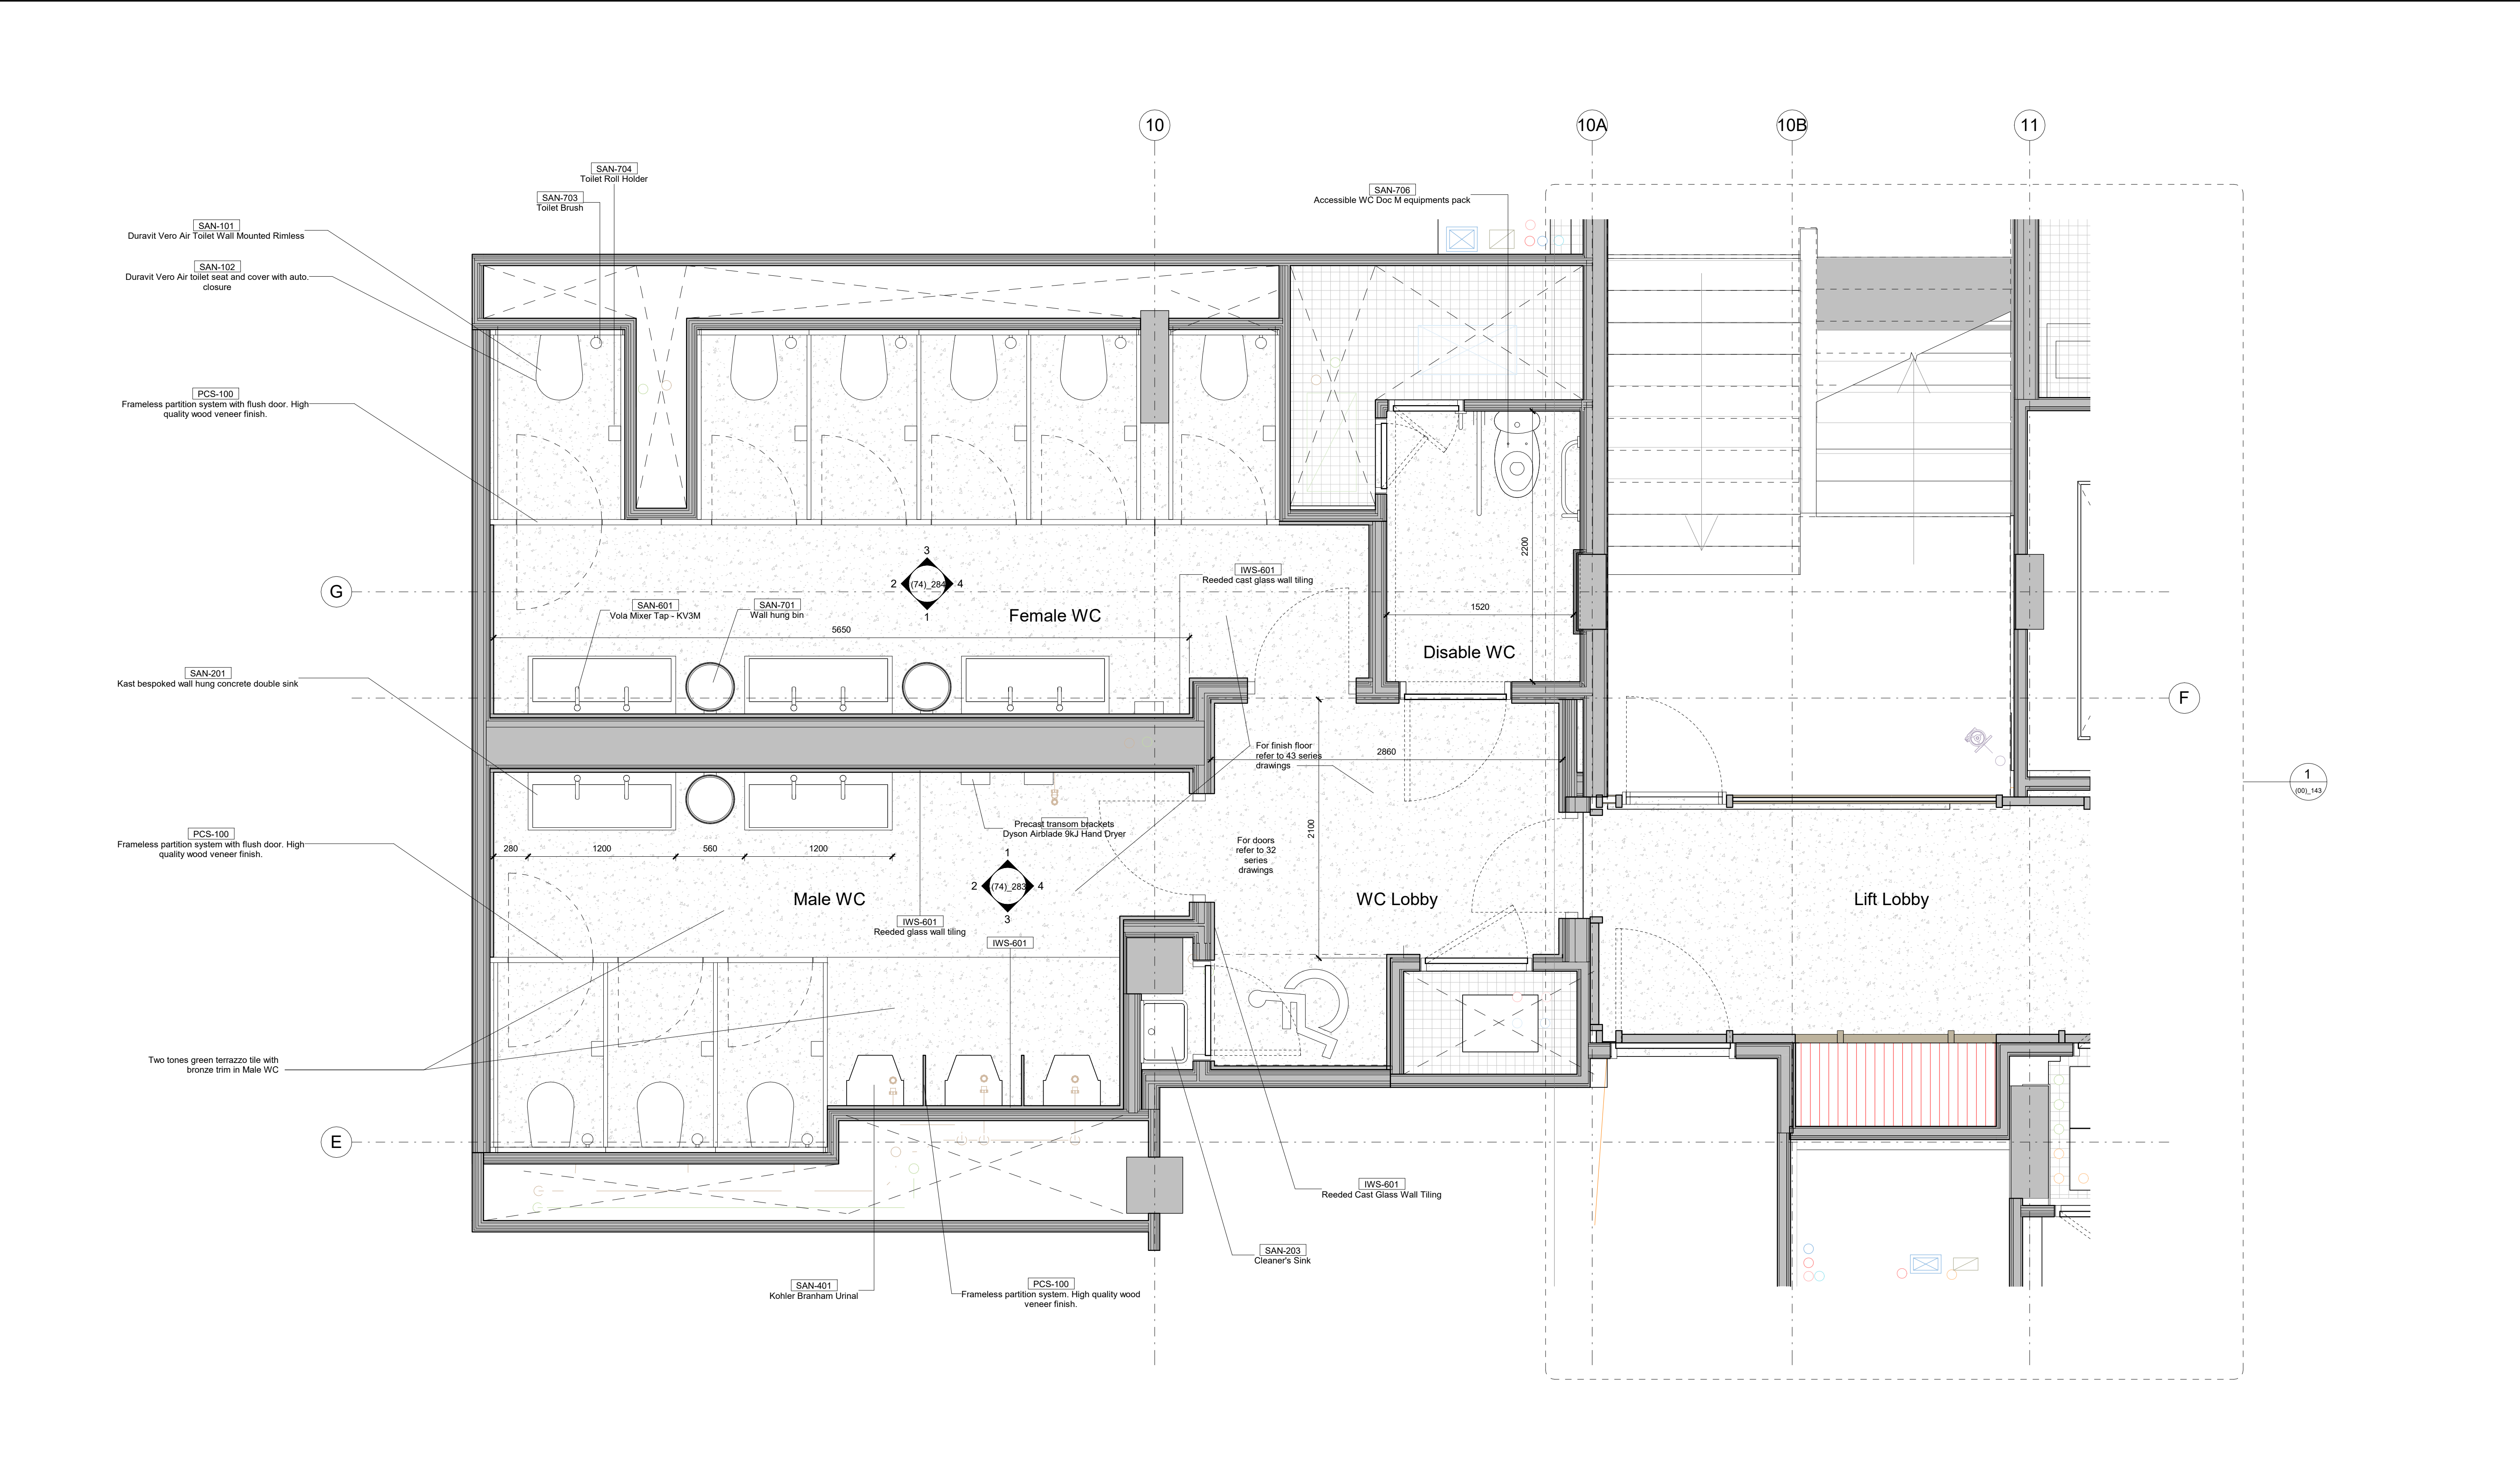 10
10A
10B
11
SAN-704
Toilet Roll Holder
SAN-703
Toilet Brush
SAN-706
Accessible WC Doc M equipments pack
SAN-101
Duravit Vero Air Toilet Wall Mounted Rimless
SAN-102
Duravit Vero Air toilet seat and cover with auto.
closure
PCS-100
Frameless partition system with flush door. High
quality wood veneer finish.
G
3
2
(74)_284
4
1
IWS-601
Reeded cast glass wall tiling
2200
SAN-601
Vola Mixer Tap - KV3M
SAN-701
Wall hung bin
Female WC
1520
5650
Disable WC
SAN-201
Kast bespoked wall hung concrete double sink
F
For finish floor
refer to 43 series
drawings
2860
1
(00)_143
PCS-100
Frameless partition system with flush door. High
quality wood veneer finish.
Precast transom brackets
Dyson Airblade 9kJ Hand Dryer
2100
For doors
refer to 32
series
drawings
280
1200
560
1200
1
2
(74)_283
4
3
Male WC
WC Lobby
Lift Lobby
IWS-601
Reeded glass wall tiling
IWS-601
Two tones green terrazzo tile with
bronze trim in Male WC
E
IWS-601
Reeded Cast Glass Wall Tiling
SAN-203
Cleaner's Sink
SAN-401
Kohler Branham Urinal
PCS-100
Frameless partition system. High quality wood
veneer finish.